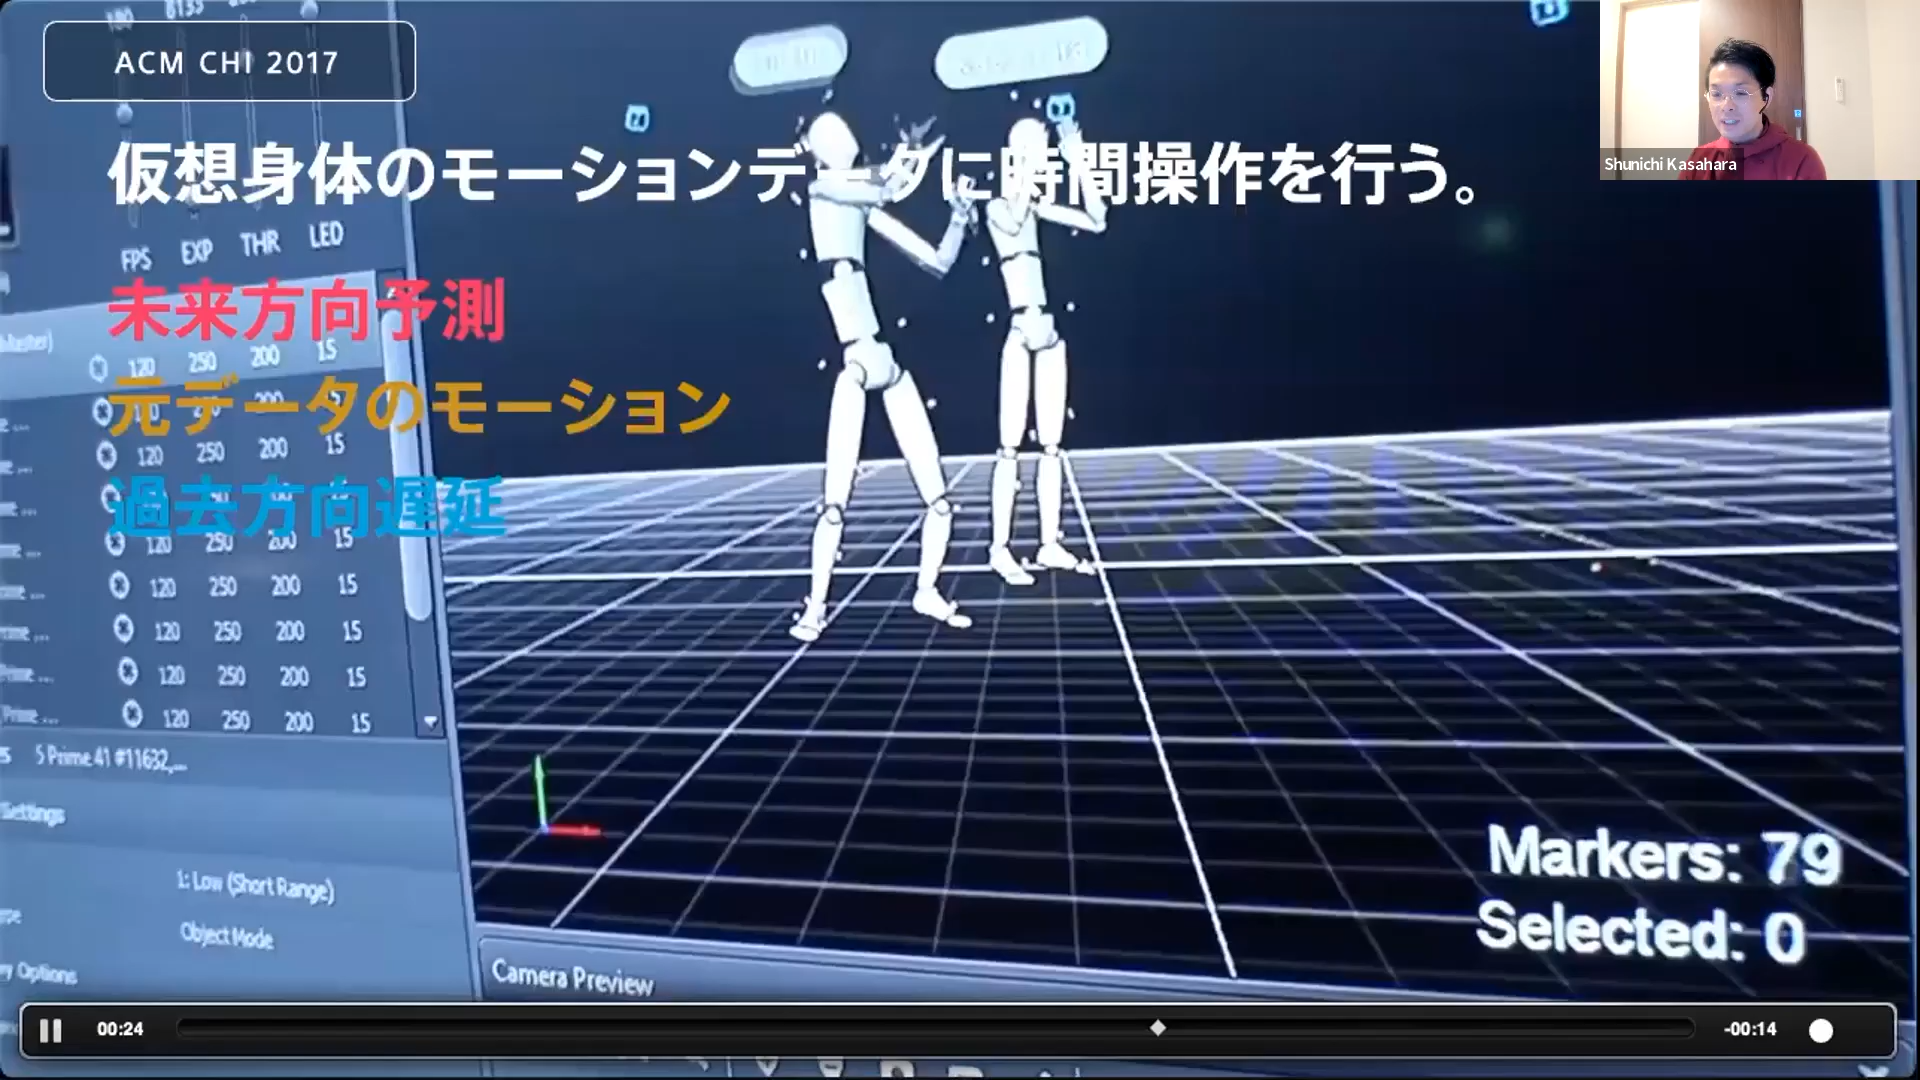 ACM CHI 2017
Shunichi Kasahara
仮想身体のモーションデータに時間操作を行う。
FPS EXP THR LED
未来方向予測
120 250 200 15
元データのモーション
120 250 200 15
過去方向遅延
120 250 200 15
120 250 200 15
120 250 200 15
120 250 200 15
120 250 200 15
5 Prime 41 #11632,...
Settings
1: Low (Short Range)
Object Mode
Options
Camera Preview
Markers: 79
Selected: 0
00:24
-00:14